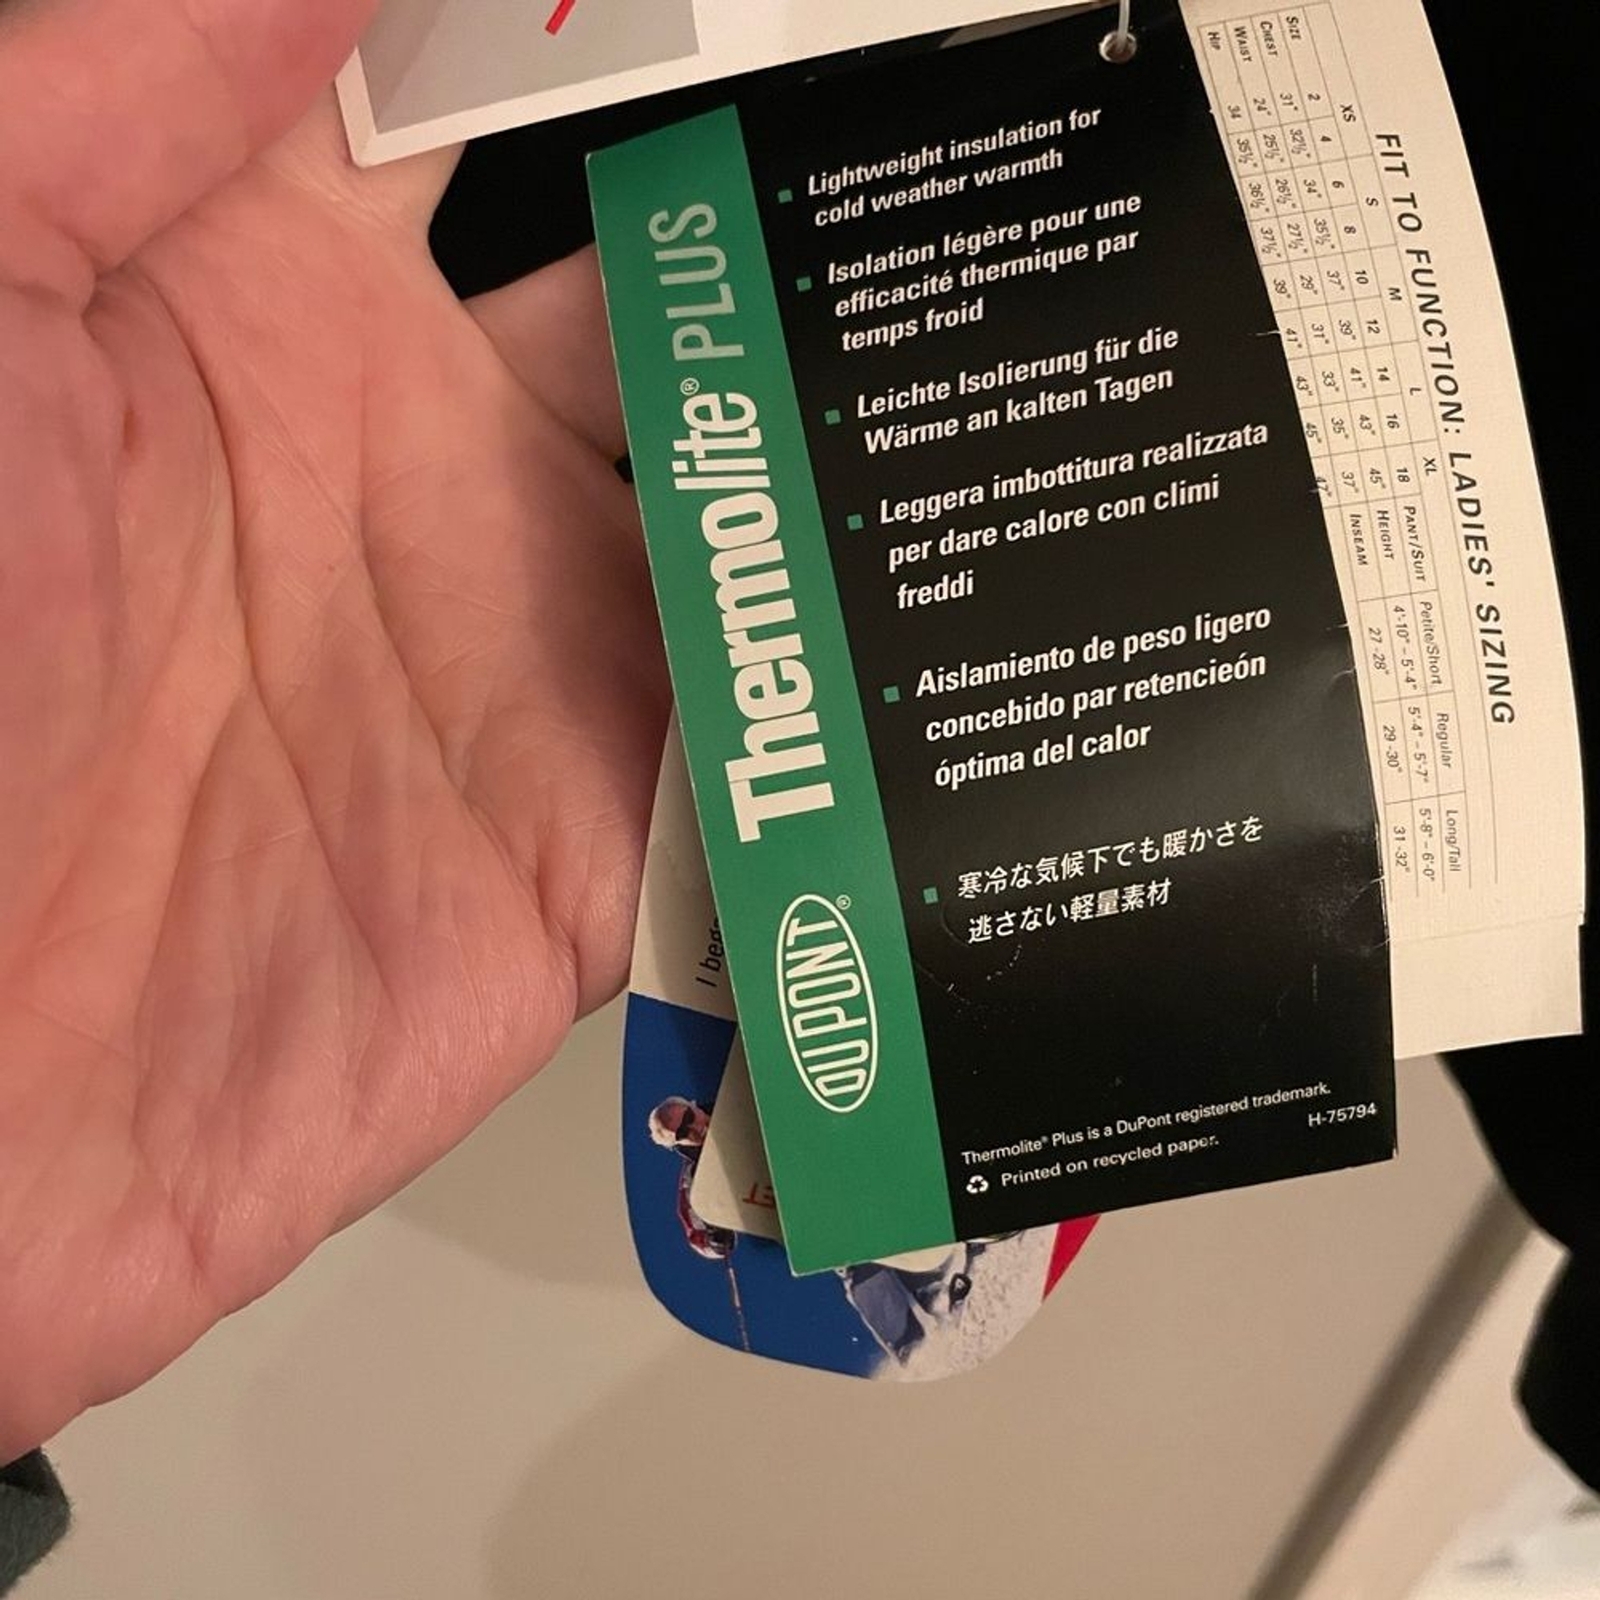 Thermolite® PLUS
DUPONT®
Lightweight insulation for
cold weather warmth
Isolation légère pour une
efficacité thermique par
temps froid
Leichte Isolierung für die
Wärme an kalten Tagen
Leggera imbottitura realizzata
per dare calore con climi
freddi
Aislamiento de peso ligero
concebido par retencieón
óptima del calor
寒冷な気候下でも暖かさを
逃さない軽量素材
Thermolite® Plus is a DuPont registered trademark.
Printed on recycled paper.
H-75794
FIT TO FUNCTION: LADIES' SIZING
XS S M L XL
SIZE 2 4 6 8 10 12 14 16 18
CHEST 31" 32½" 34" 35½" 37" 39" 41" 43" 45"
WAIST 24" 25½" 26½" 27½" 29" 31" 33" 35" 37"
HIP 34 35½" 36½" 37½" 39" 41" 43" 45" 47"
PANT/SUIT Petite/Short Regular Long/Tall
HEIGHT 4'-10" – 5'-4" 5'-4" – 5'-7" 5'-8" – 6'-0"
INSEAM 27 -28" 29 -30" 31 -32"
I